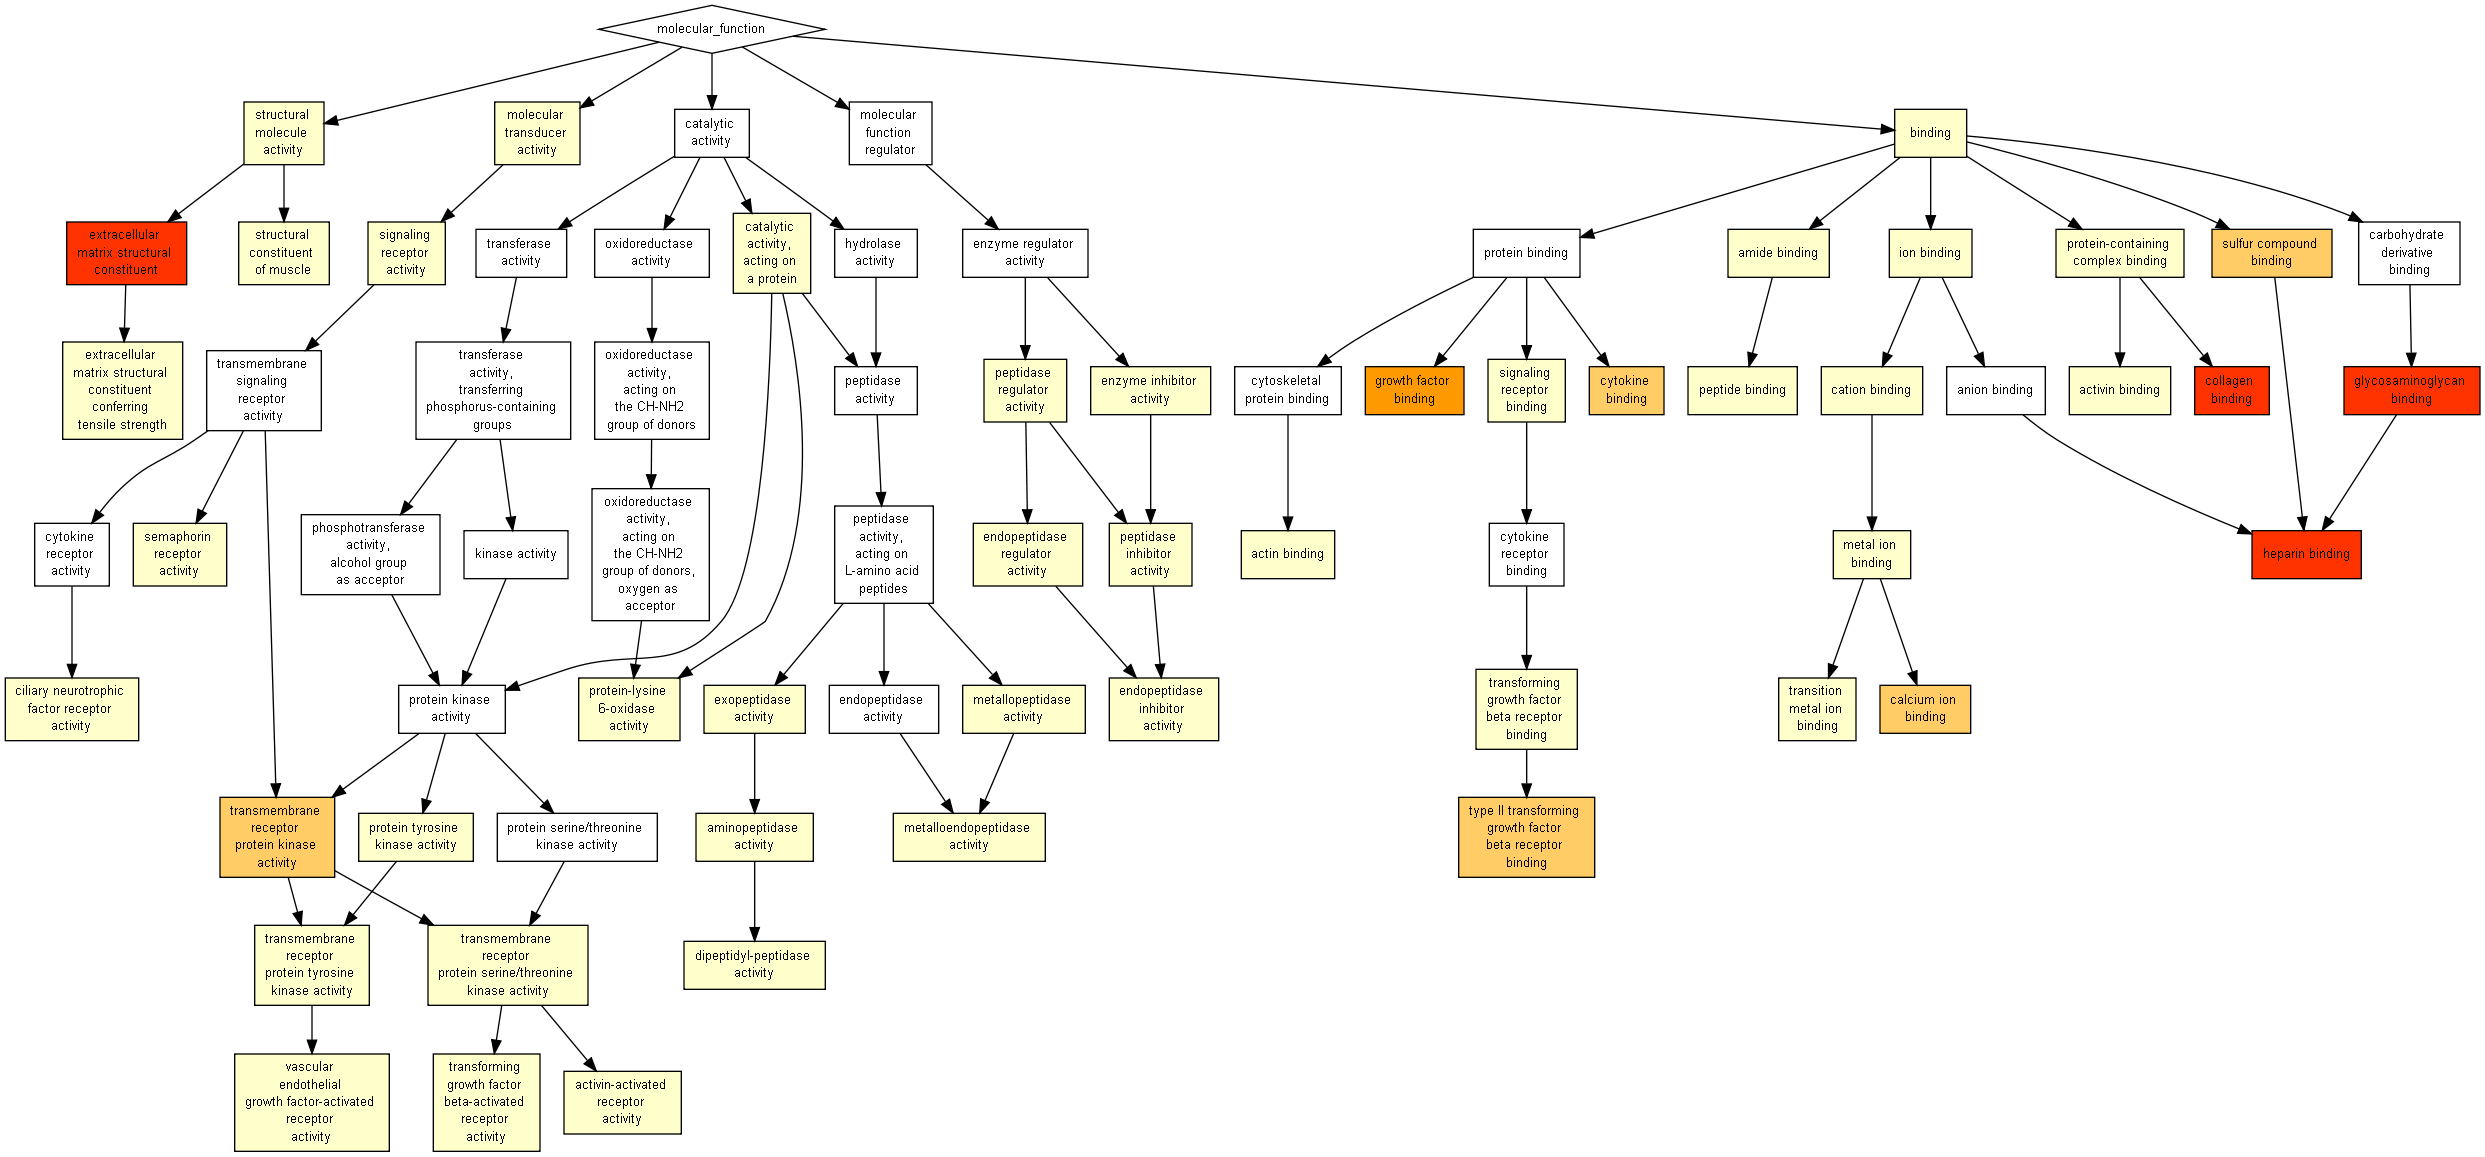 molecular_function
structural
molecule
activity
molecular
transducer
activity
catalytic
activity
molecular
function
regulator
binding
extracellular
matrix structural
constituent
structural
constituent
of muscle
signaling
receptor
activity
transferase
activity
oxidoreductase
activity
catalytic
activity,
acting on
a protein
hydrolase
activity
enzyme regulator
activity
protein binding
amide binding
ion binding
protein-containing
complex binding
sulfur compound
binding
carbohydrate
derivative
binding
extracellular
matrix structural
constituent
conferring
tensile strength
transmembrane
signaling
receptor
activity
transferase
activity,
transferring
phosphorus-containing
groups
oxidoreductase
activity,
acting on
the CH-NH2
group of donors
peptidase
activity
peptidase
regulator
activity
enzyme inhibitor
activity
cytoskeletal
protein binding
growth factor
binding
signaling
receptor
binding
cytokine
binding
peptide binding
cation binding
anion binding
activin binding
collagen
binding
glycosaminoglycan
binding
cytokine
receptor
activity
semaphorin
receptor
activity
phosphotransferase
activity,
alcohol group
as acceptor
kinase activity
oxidoreductase
activity,
acting on
the CH-NH2
group of donors,
oxygen as
acceptor
peptidase
activity,
acting on
L-amino acid
peptides
endopeptidase
regulator
activity
peptidase
inhibitor
activity
actin binding
cytokine
receptor
binding
metal ion
binding
heparin binding
ciliary neurotrophic
factor receptor
activity
protein kinase
activity
protein-lysine
6-oxidase
activity
exopeptidase
activity
endopeptidase
activity
metallopeptidase
activity
endopeptidase
inhibitor
activity
transforming
growth factor
beta receptor
binding
transition
metal ion
binding
calcium ion
binding
transmembrane
receptor
protein kinase
activity
protein tyrosine
kinase activity
protein serine/threonine
kinase activity
aminopeptidase
activity
metalloendopeptidase
activity
type II transforming
growth factor
beta receptor
binding
transmembrane
receptor
protein tyrosine
kinase activity
transmembrane
receptor
protein serine/threonine
kinase activity
dipeptidyl-peptidase
activity
vascular
endothelial
growth factor-activated
receptor
activity
transforming
growth factor
beta-activated
receptor
activity
activin-activated
receptor
activity